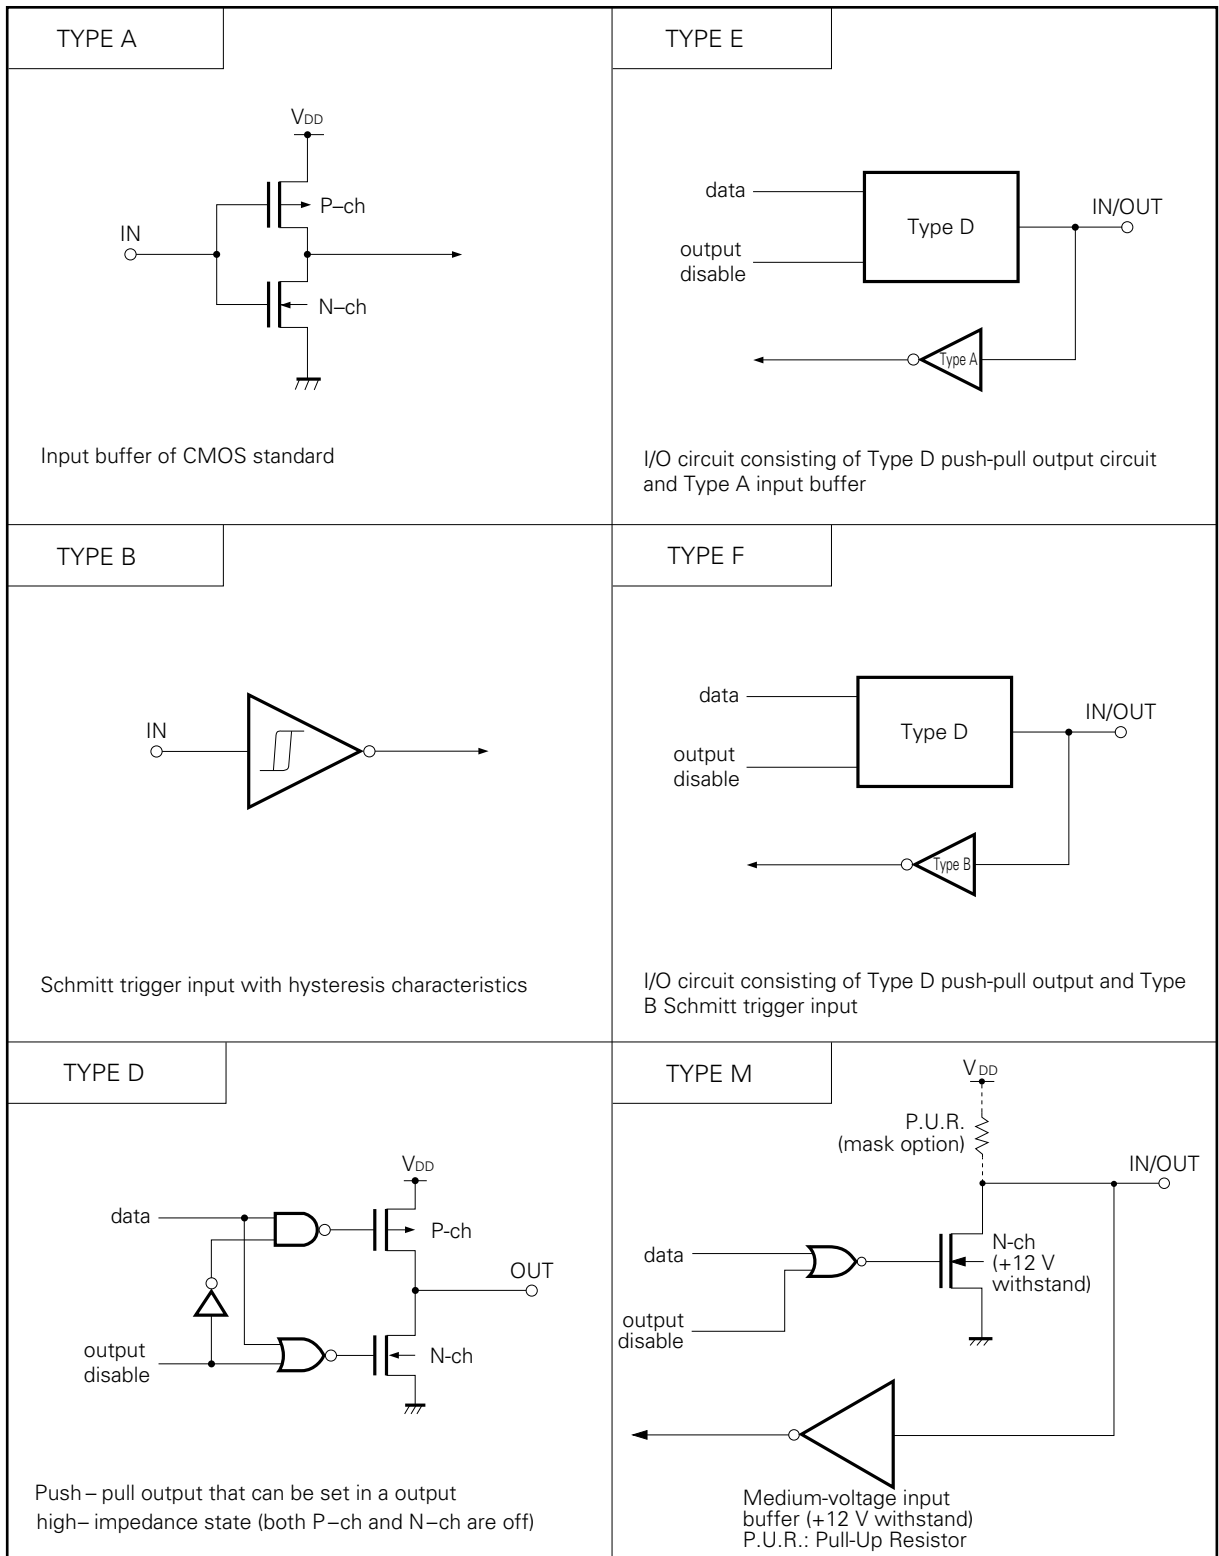 TYPE A
VDD
P–ch
IN
N–ch
Input buffer of CMOS standard
TYPE E
data
Type D
IN/OUT
output
disable
Type A
I/O circuit consisting of Type D push-pull output circuit
and Type A input buffer
TYPE B
IN
Schmitt trigger input with hysteresis characteristics
TYPE F
data
Type D
IN/OUT
output
disable
Type B
I/O circuit consisting of Type D push-pull output and Type
B Schmitt trigger input
TYPE D
VDD
data
P-ch
OUT
output
disable
N-ch
Push – pull output that can be set in a output
high– impedance state (both P–ch and N–ch are off)
TYPE M
VDD
P.U.R.
(mask option)
IN/OUT
data
N-ch
(+12 V
withstand)
output
disable
Medium-voltage input
buffer (+12 V withstand)
P.U.R.: Pull-Up Resistor